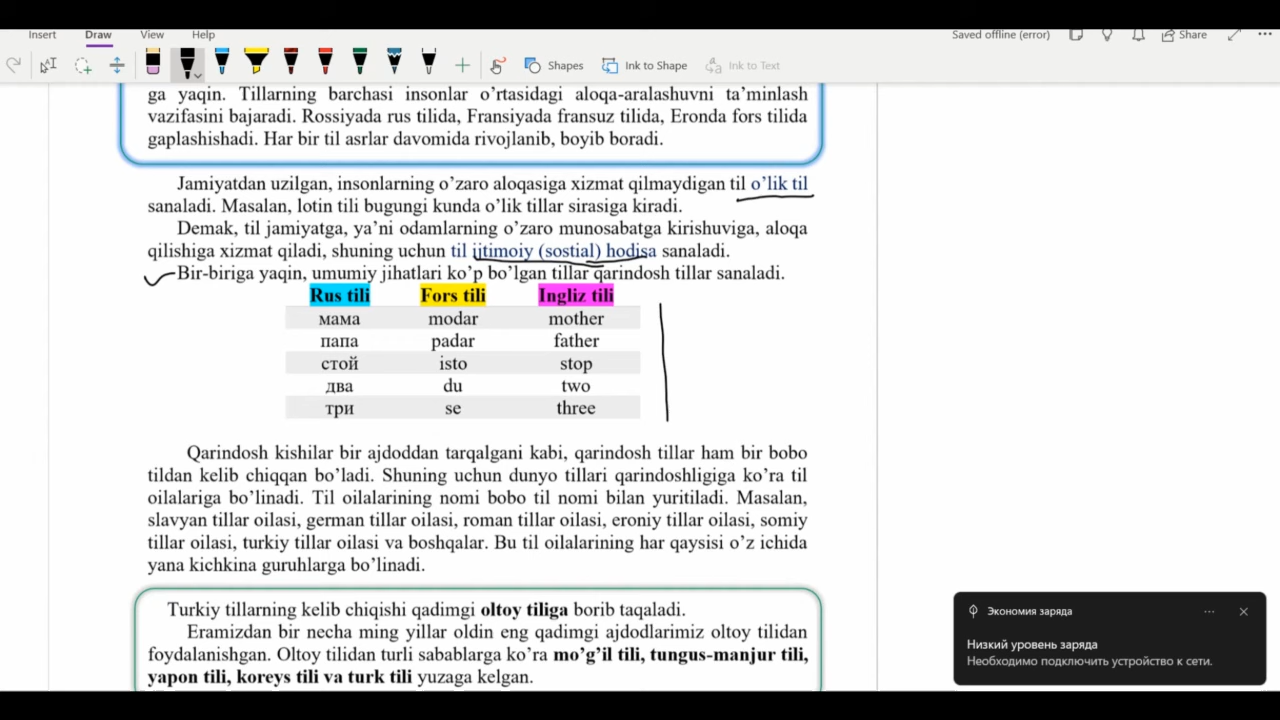 Insert Draw View Help Saved offline (error) Share
Shapes Ink to Shape Ink to Text
ga yaqin. Tillarning barchasi insonlar o’rtasidagi aloqa-aralashuvni ta’minlash
vazifasini bajaradi. Rossiyada rus tilida, Fransiyada fransuz tilida, Eronda fors tilida
gaplashishadi. Har bir til asrlar davomida rivojlanib, boyib boradi.
Jamiyatdan uzilgan, insonlarning o’zaro aloqasiga xizmat qilmaydigan til o’lik til
sanaladi. Masalan, lotin tili bugungi kunda o’lik tillar sirasiga kiradi.
Demak, til jamiyatga, ya’ni odamlarning o’zaro munosabatga kirishuviga, aloqa
qilishiga xizmat qiladi, shuning uchun til ijtimoiy (sostial) hodisa sanaladi.
Bir-biriga yaqin, umumiy jihatlari ko’p bo’lgan tillar qarindosh tillar sanaladi.
Rus tili Fors tili Ingliz tili
мама modar mother
папа padar father
стой isto stop
два du two
три se three
Qarindosh kishilar bir ajdoddan tarqalgani kabi, qarindosh tillar ham bir bobo
tildan kelib chiqqan bo’ladi. Shuning uchun dunyo tillari qarindoshligiga ko’ra til
oilalariga bo’linadi. Til oilalarining nomi bobo til nomi bilan yuritiladi. Masalan,
slavyan tillar oilasi, german tillar oilasi, roman tillar oilasi, eroniy tillar oilasi, somiy
tillar oilasi, turkiy tillar oilasi va boshqalar. Bu til oilalarining har qaysisi o’z ichida
yana kichkina guruhlarga bo’linadi.
Turkiy tillarning kelib chiqishi qadimgi oltoy tiliga borib taqaladi.
Eramizdan bir necha ming yillar oldin eng qadimgi ajdodlarimiz oltoy tilidan
foydalanishgan. Oltoy tilidan turli sabablarga ko’ra mo’g’il tili, tungus-manjur tili,
yapon tili, koreys tili va turk tili yuzaga kelgan.
Экономия заряда
Низкий уровень заряда
Необходимо подключить устройство к сети.